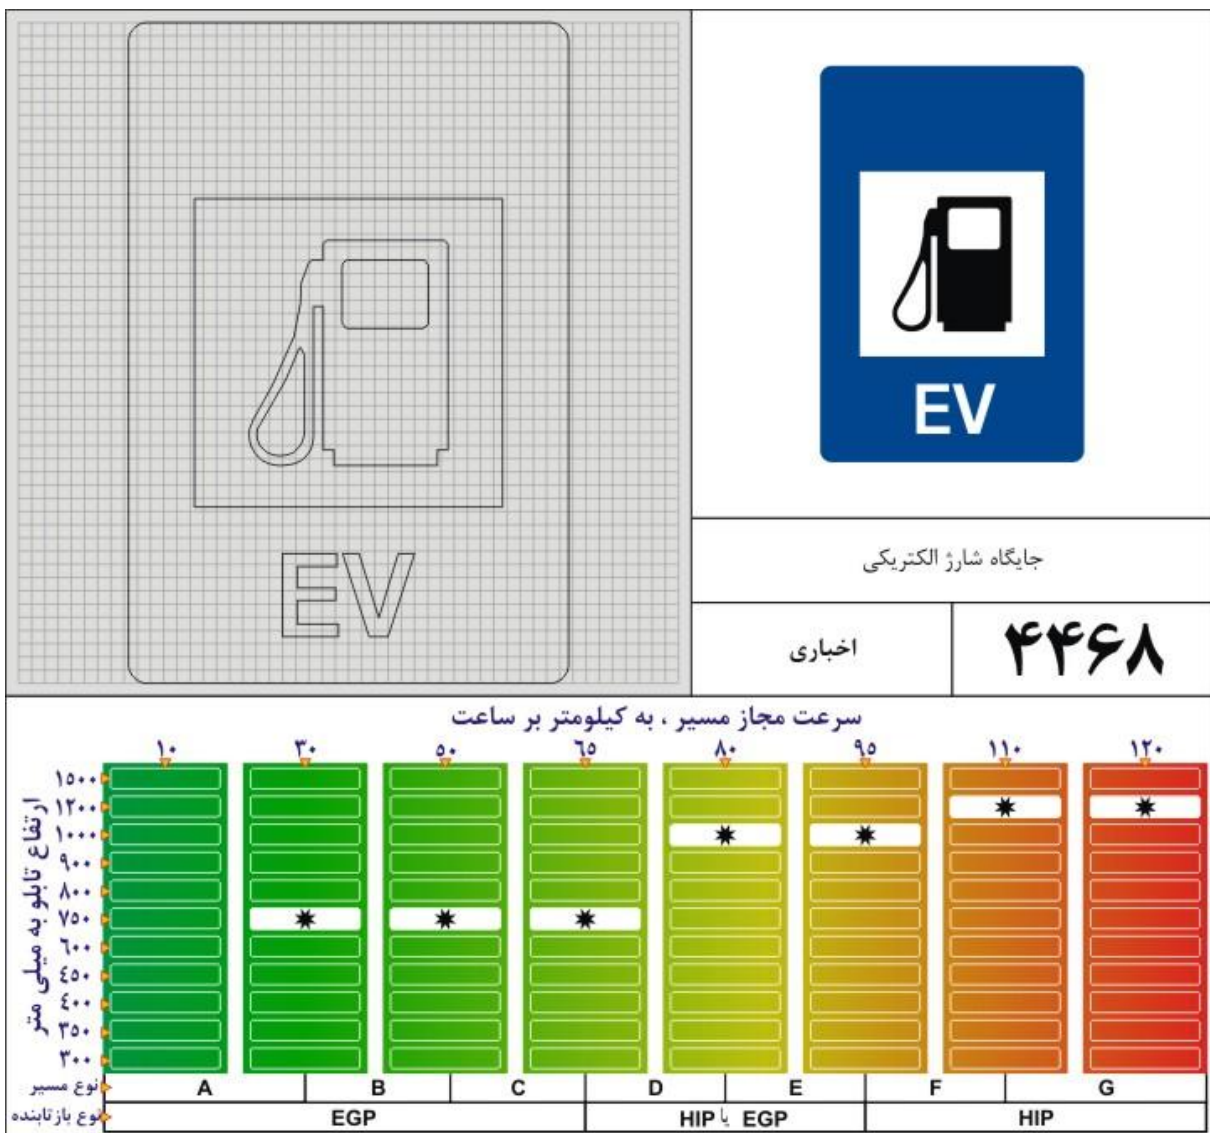 EV
EV
جایگاه شارژ الکتریکی
۴۴۶۸
اخباری
سرعت مجاز مسیر ، به کیلومتر بر ساعت
۱۰ ۳۰ ۵۰ ۶۵ ۸۰ ۹۵ ۱۱۰ ۱۲۰
ارتفاع تابلو به میلی متر
۱۵۰۰
۱۲۰۰
۱۰۰۰
۹۰۰
۸۰۰
۷۵۰
۶۰۰
۴۵۰
۴۰۰
۳۵۰
۳۰۰
نوع مسیر A B C D E F G
نوع بازتابنده EGP HIP یا EGP HIP